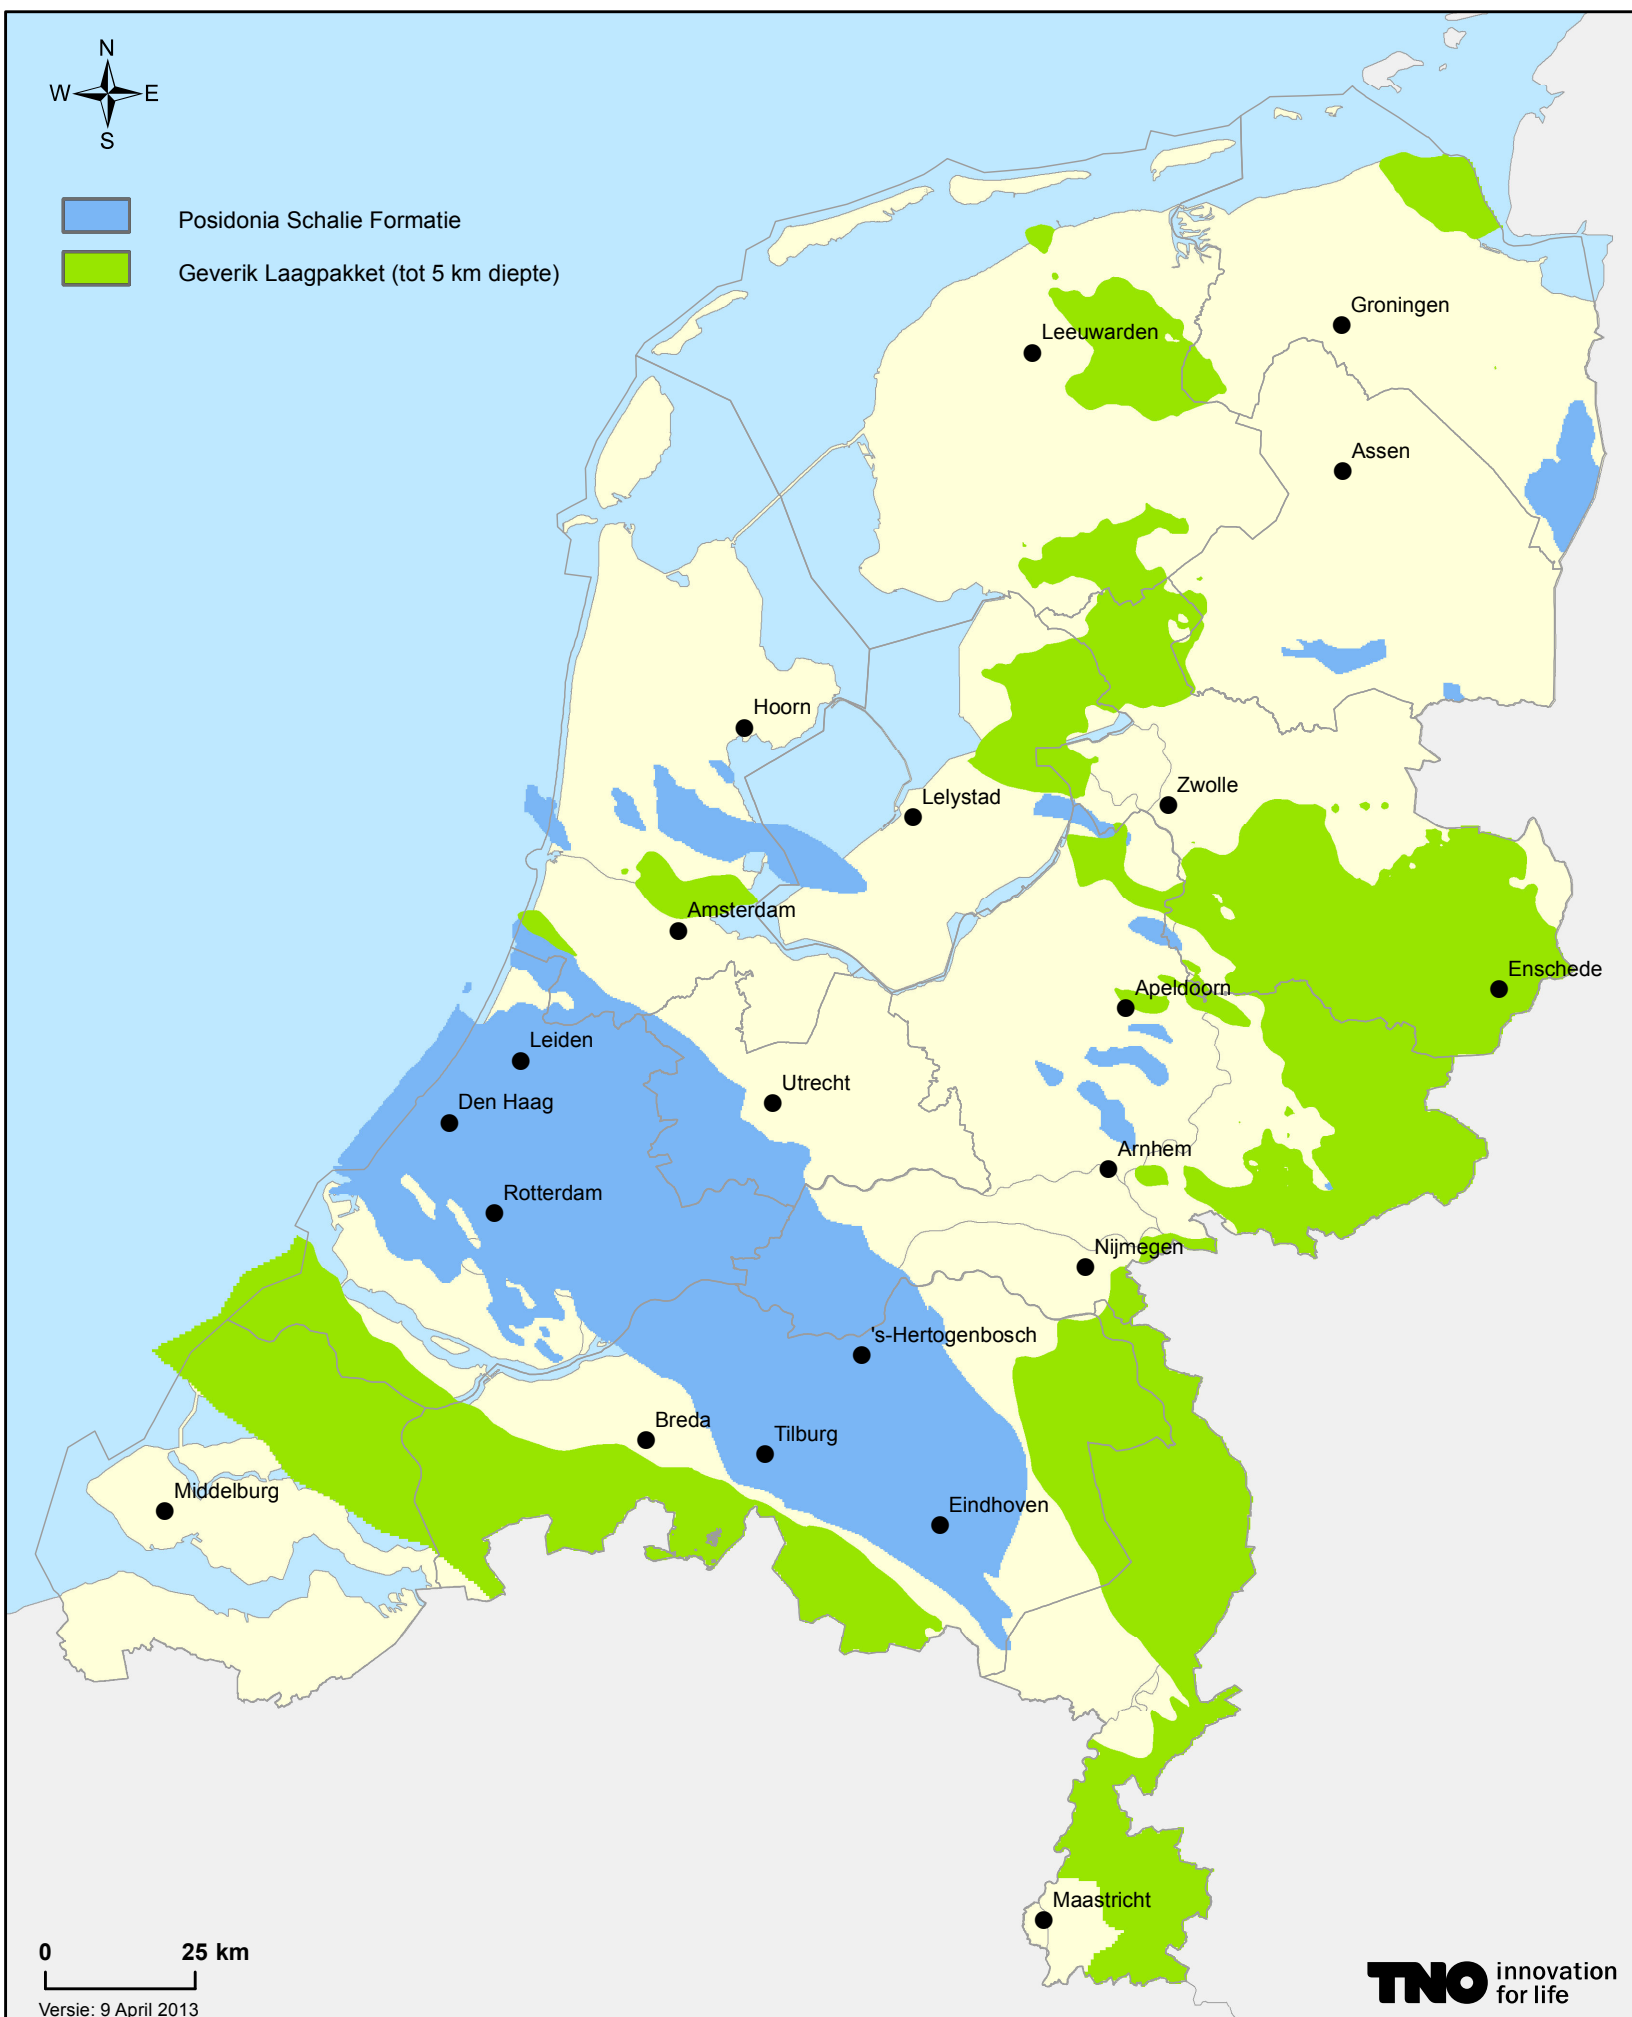 N
W E
S
Posidonia Schalie Formatie
Geverik Laagpakket (tot 5 km diepte)
Groningen
Leeuwarden
Assen
Hoorn
Zwolle
Lelystad
Amsterdam
Enschede
Apeldoorn
Leiden
Utrecht
Den Haag
Arnhem
Rotterdam
Nijmegen
's-Hertogenbosch
Breda
Tilburg
Middelburg
Eindhoven
Maastricht
0 25 km
Versie: 9 April 2013
TNO innovation
for life